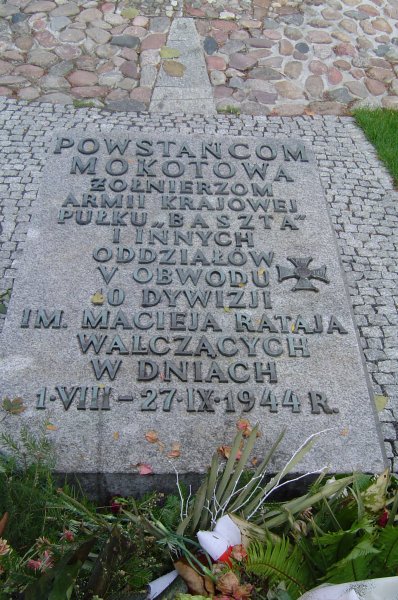 POWSTAŃCOM
MOKOTOWA
ŻOŁNIERZOM
ARMII KRAJOWEJ
PUŁKU „BASZTA"
I INNYCH
ODDZIAŁÓW
V OBWODU
10 DYWIZJI
IM. MACIEJA RATAJA
WALCZĄCYCH
W DNIACH
1·VIII – 27·IX·1944 R.